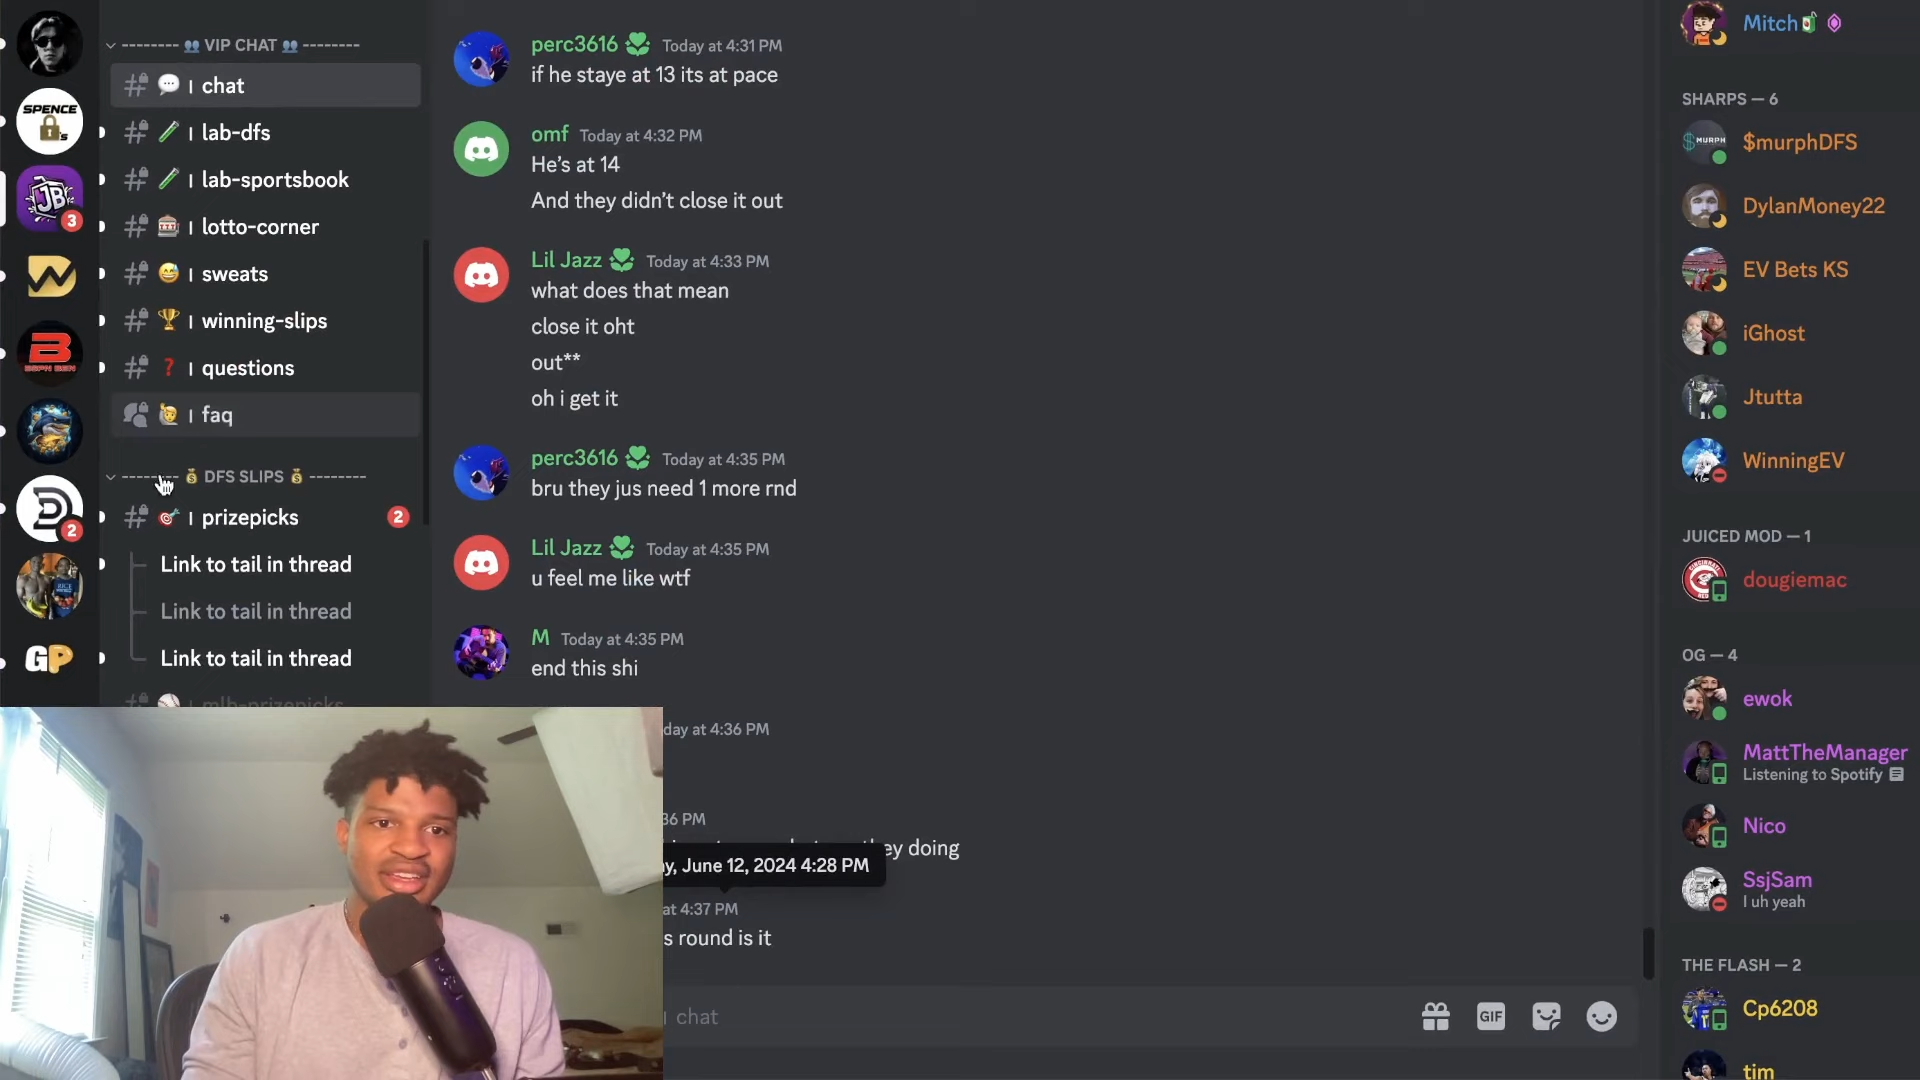 SPENCE
JB
3
B
2
GP
-------- 👥 VIP CHAT 👥 --------
💬 | chat
🧪 | lab-dfs
🧪 | lab-sportsbook
🎰 | lotto-corner
😅 | sweats
🏆 | winning-slips
❓ | questions
🙋 | faq
-------- 💰 DFS SLIPS 💰 --------
🎯 | prizepicks
2
Link to tail in thread
Link to tail in thread
Link to tail in thread
mlb-prizepicks
perc3616 Today at 4:31 PM
if he staye at 13 its at pace
omf Today at 4:32 PM
He’s at 14
And they didn’t close it out
Lil Jazz Today at 4:33 PM
what does that mean
close it oht
out**
oh i get it
perc3616 Today at 4:35 PM
bru they jus need 1 more rnd
Lil Jazz Today at 4:35 PM
u feel me like wtf
M Today at 4:35 PM
end this shi
day at 4:36 PM
36 PM
they doing
y, June 12, 2024 4:28 PM
at 4:37 PM
s round is it
| chat
GIF
Mitch
SHARPS — 6
MURPH
$murphDFS
DylanMoney22
EV Bets KS
iGhost
Jtutta
WinningEV
JUICED MOD — 1
dougiemac
OG — 4
ewok
MattTheManager
Listening to Spotify
Nico
SsjSam
I uh yeah
THE FLASH — 2
Cp6208
tim